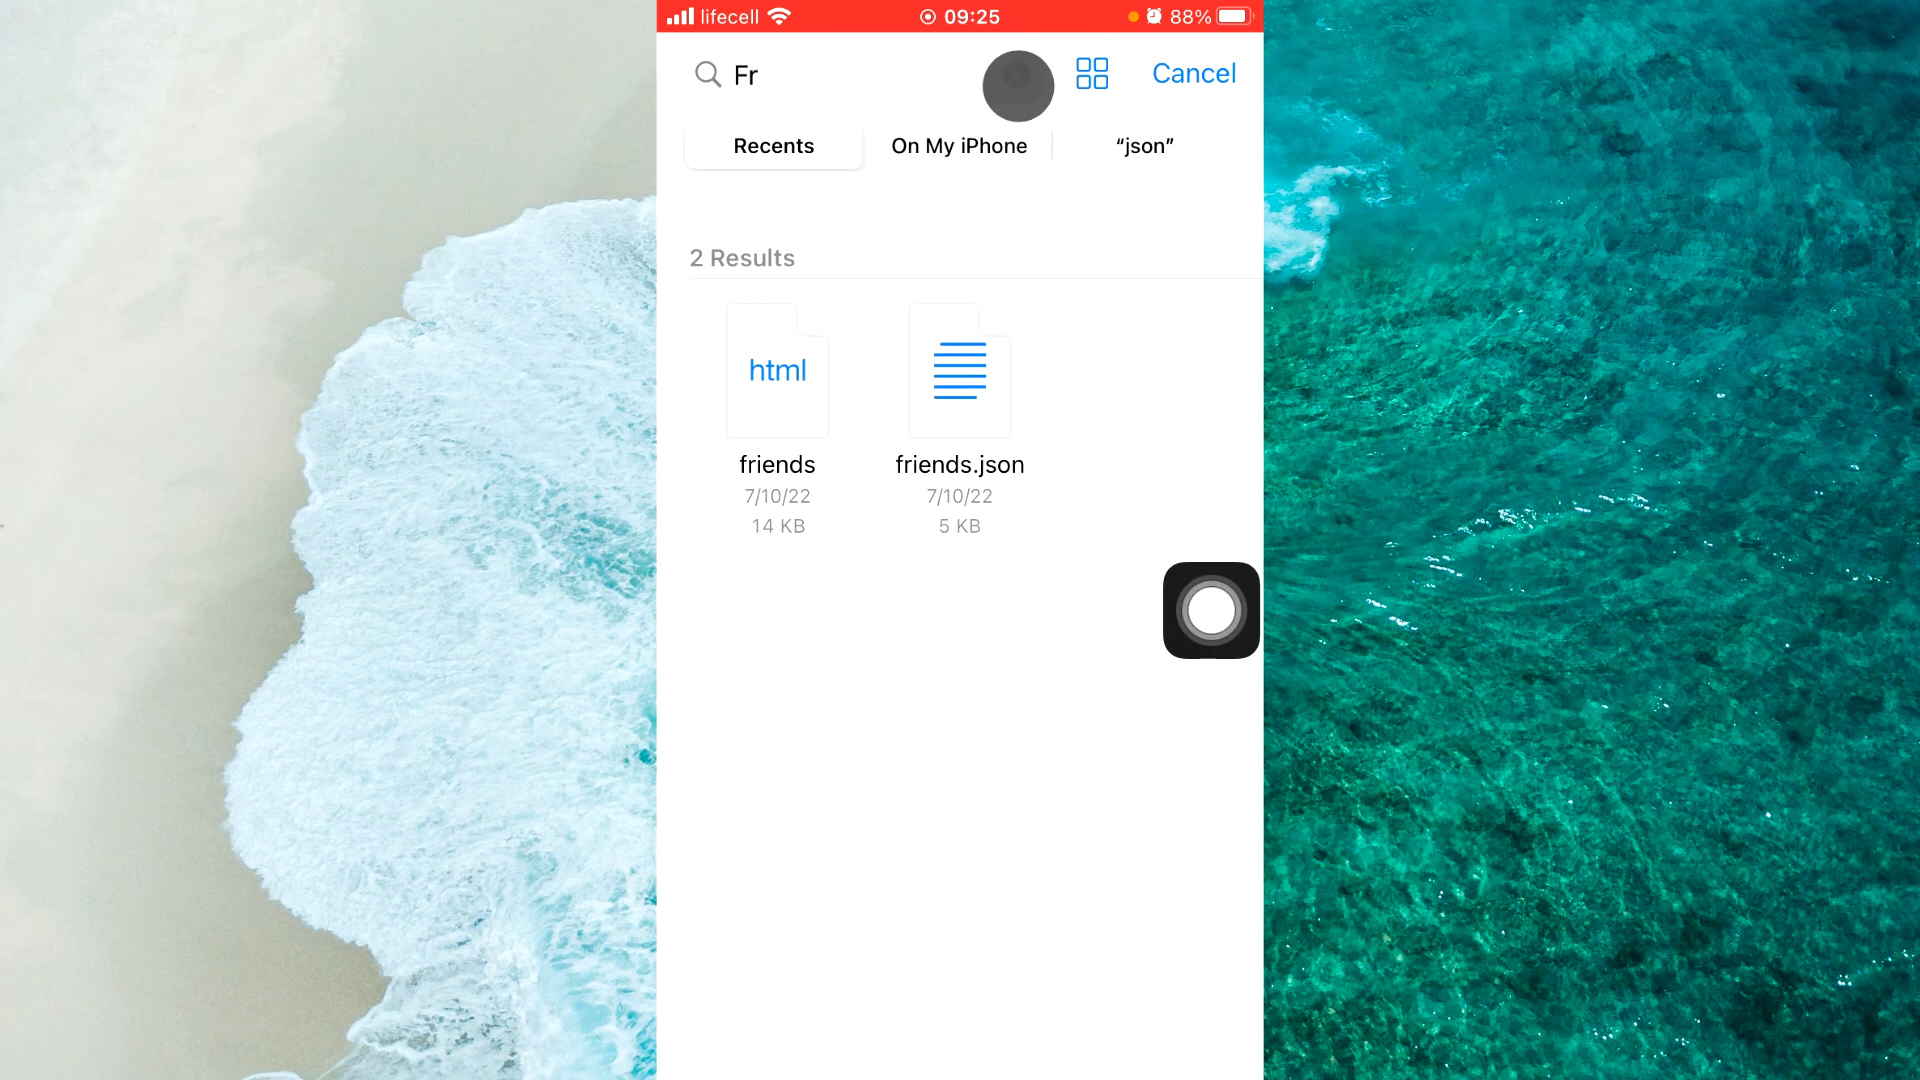 lifecell 09:25 88%
Fr Cancel
Recents On My iPhone “json”
2 Results
html
friends friends.json
7/10/22 7/10/22
14 KB 5 KB